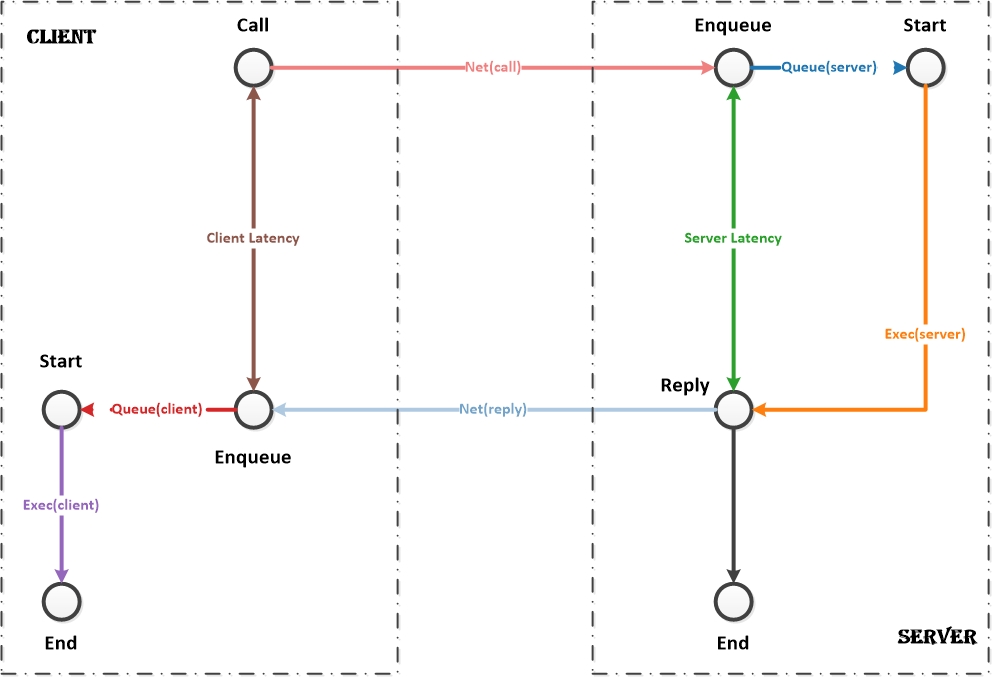 CLIENT
Call
Enqueue
Start
Net(call)
Queue(server)
Client Latency
Server Latency
Exec(server)
Start
Reply
Queue(client)
Net(reply)
Enqueue
Exec(client)
End
End
SERVER